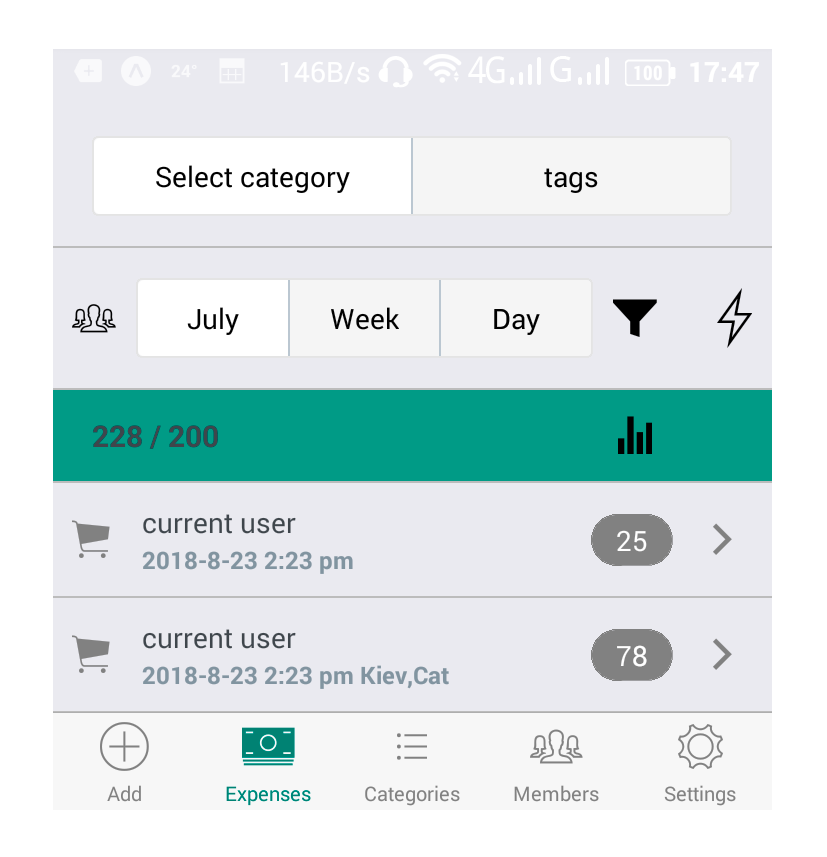 24° 146B/s 4G G 100 17:47
Select category tags
July Week Day
228 / 200
current user
2018-8-23 2:23 pm
25
current user
2018-8-23 2:23 pm Kiev,Cat
78
Add Expenses Categories Members Settings